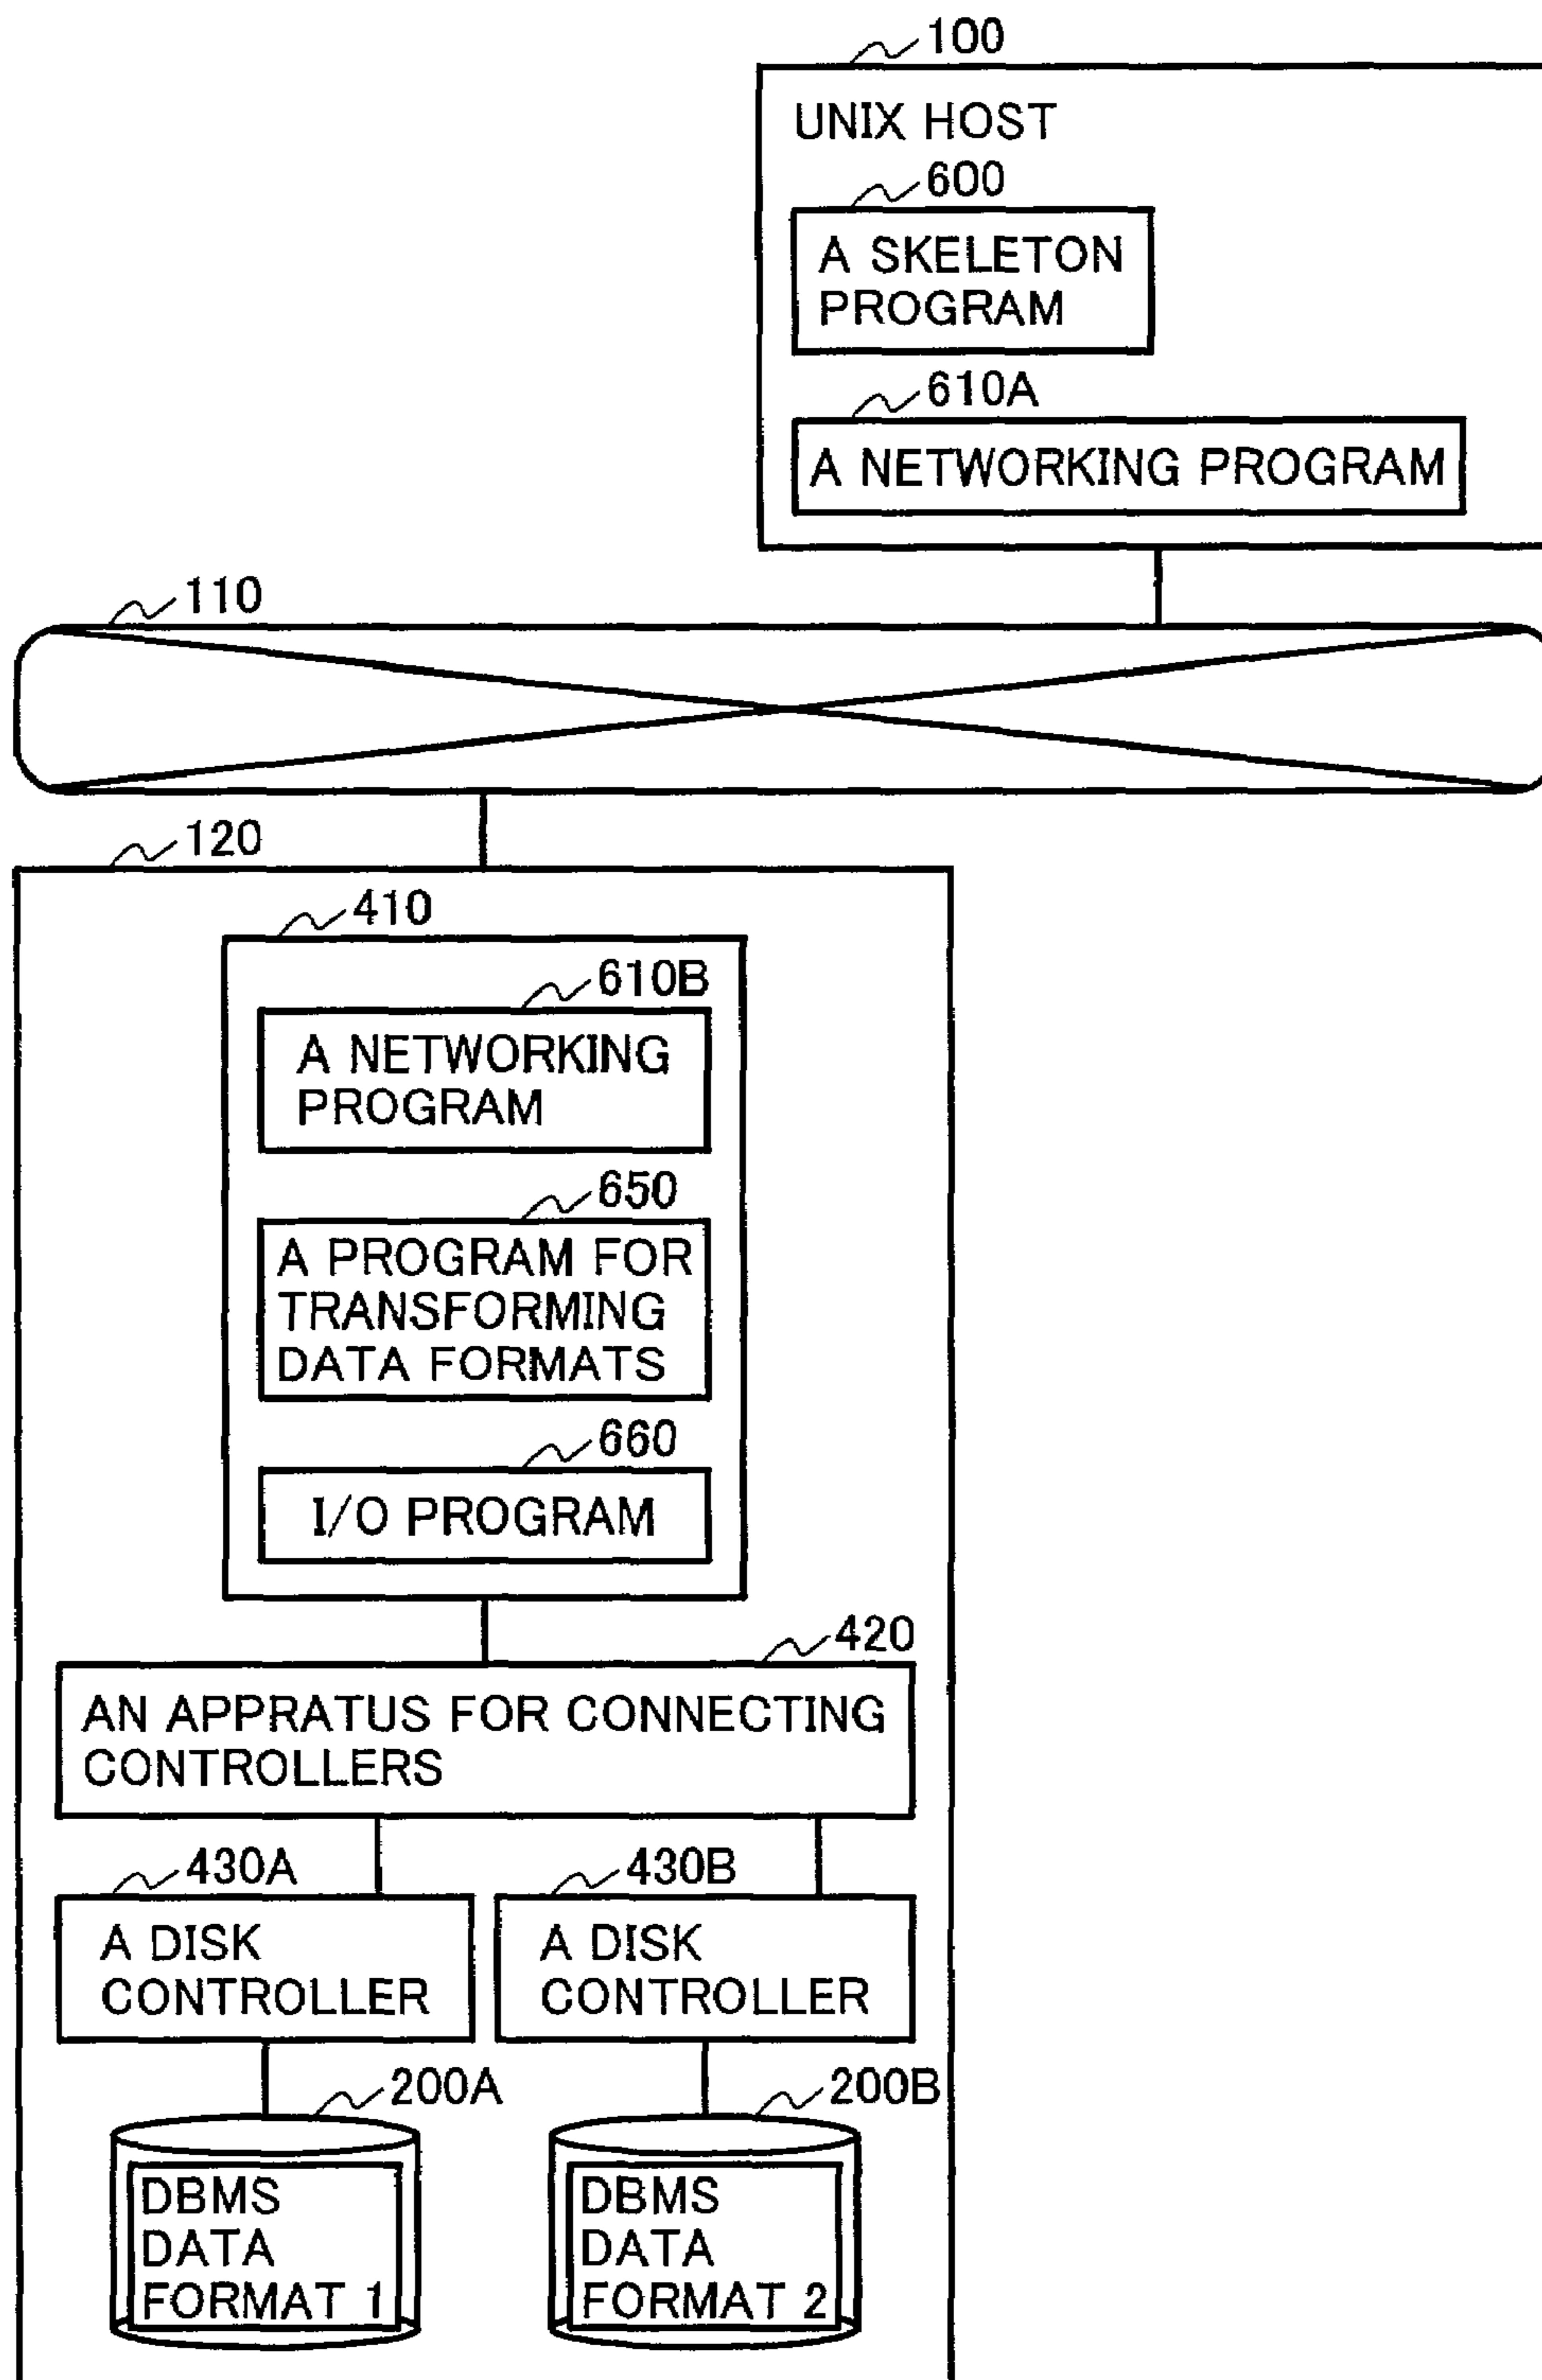 100
UNIX HOST
600
A SKELETON
PROGRAM
610A
A NETWORKING PROGRAM
110
120
410
610B
A NETWORKING
PROGRAM
650
A PROGRAM FOR
TRANSFORMING
DATA FORMATS
660
I/O PROGRAM
420
AN APPRATUS FOR CONNECTING
CONTROLLERS
430A
430B
A DISK
CONTROLLER
A DISK
CONTROLLER
200A
200B
DBMS
DATA
FORMAT 1
DBMS
DATA
FORMAT 2